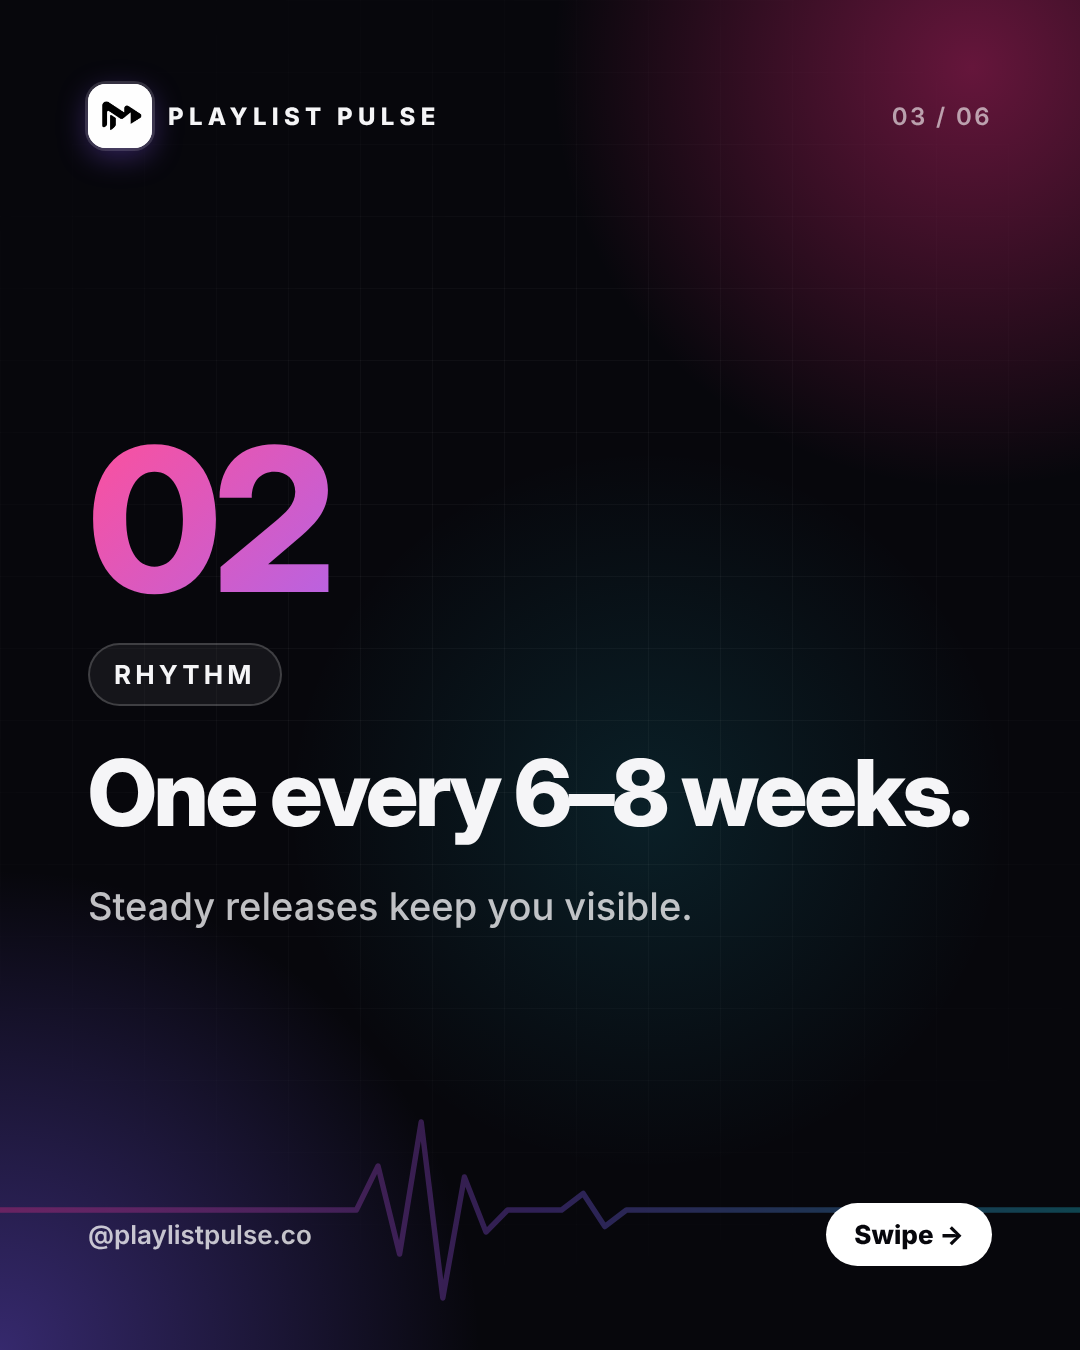 PLAYLIST PULSE
03 / 06
02
RHYTHM
One every 6–8 weeks.
Steady releases keep you visible.
@playlistpulse.co
Swipe →